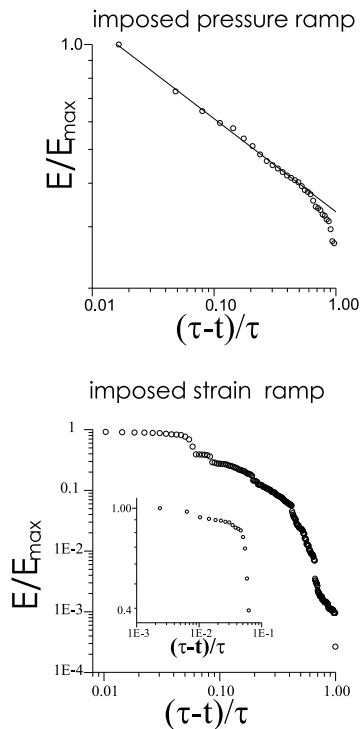 imposed pressure ramp
1.0
E/Emax
0.01
0.10
1.00
(τ-t)/τ
imposed strain ramp
1
0.1
1E-2
1E-3
1E-4
E/Emax
1.00
0.4
1E-3
1E-2
1E-1
(τ-t)/τ
0.01
0.10
1.00
(τ-t)/τ